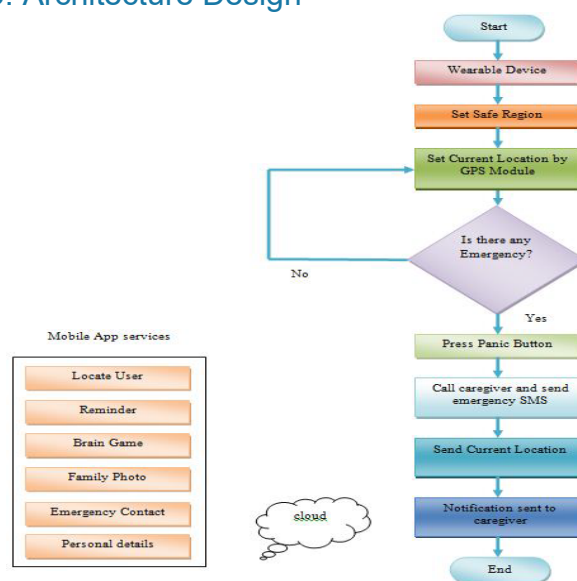 Architecture Design
Start
Wearable Device
Set Safe Region
Set Current Location by
GPS Module
Is there any
Emergency?
No
Yes
Press Panic Button
Call caregiver and send
emergency SMS
Send Current Location
Notification sent to
caregiver
End
Mobile App services
Locate User
Reminder
Brain Game
Family Photo
Emergency Contact
Personal details
cloud